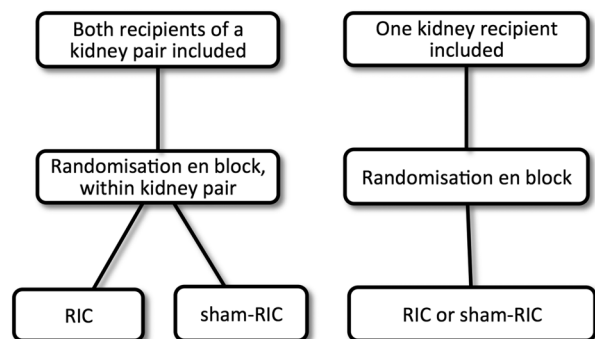 Both recipients of a
kidney pair included
One kidney recipient
included
Randomisation en block,
within kidney pair
Randomisation en block
RIC
sham-RIC
RIC or sham-RIC